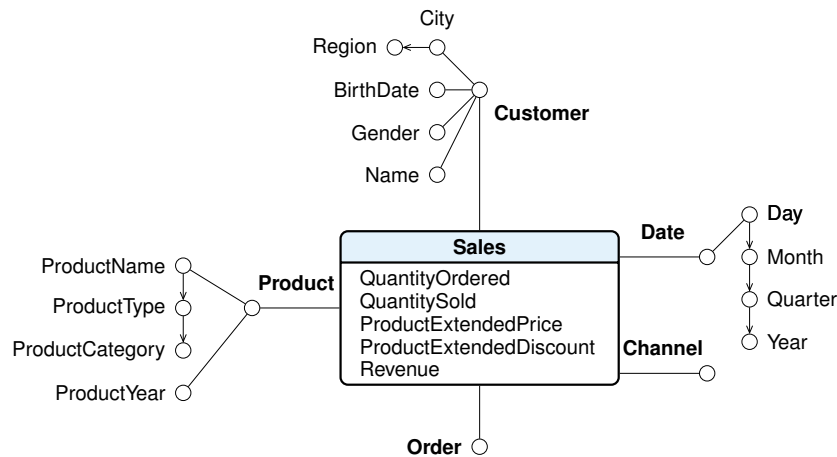 City
Region
BirthDate
Customer
Gender
Name
Sales
QuantityOrdered
QuantitySold
ProductExtendedPrice
ProductExtendedDiscount
Revenue
Date
Day
Month
Quarter
Year
Product
ProductName
ProductType
ProductCategory
ProductYear
Channel
Order